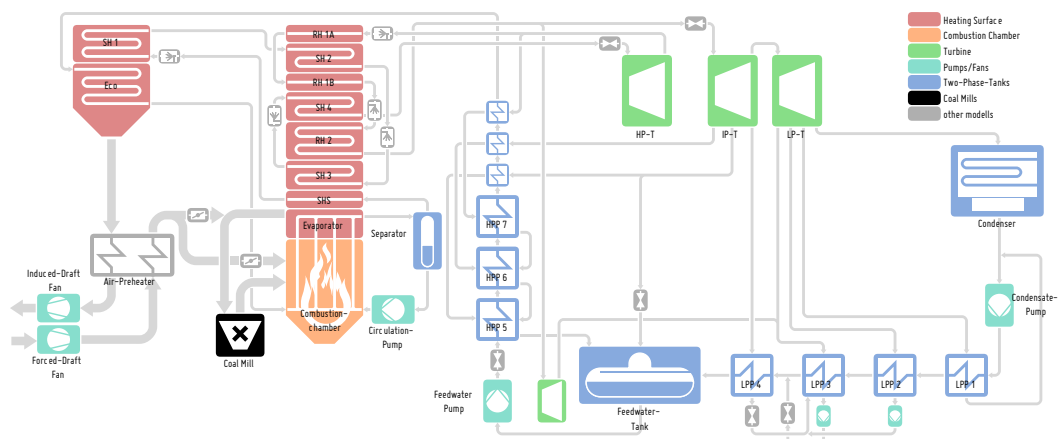 SH 1
Eco
RH 1A
SH 2
RH 1B
SH 4
RH 2
SH 3
SHS
Evaporator
Separator
Combustion-
chamber
Circulation-
Pump
Induced-Draft
Fan
Air-Preheater
Forced-Draft
Fan
Coal Mill
HPP 7
HPP 6
HPP 5
Feedwater
Pump
Feedwater-
Tank
HP-T
IP-T
LP-T
Condenser
Condensate-
Pump
LPP 4
LPP 3
LPP 2
LPP 1
Heating Surface
Combustion Chamber
Turbine
Pumps/Fans
Two-Phase-Tanks
Coal Mills
other modells